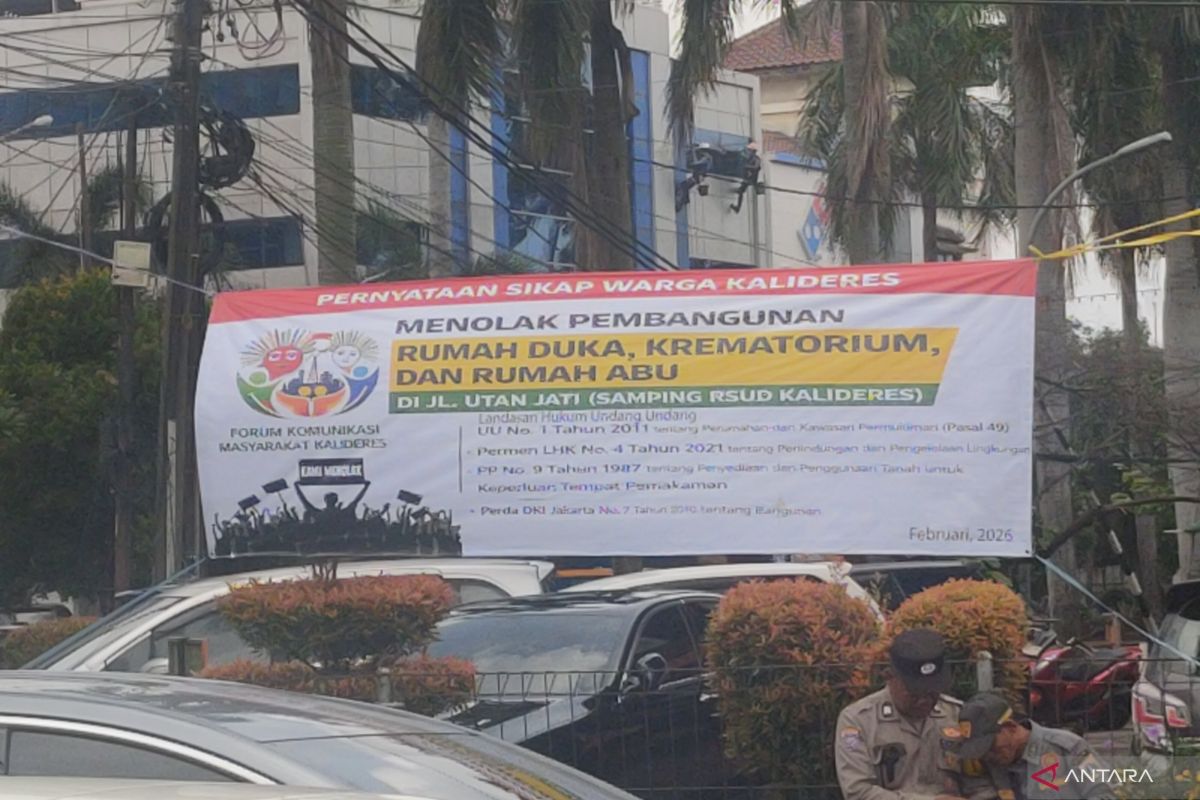 PERNYATAAN SIKAP WARGA KALIDERES
MENOLAK PEMBANGUNAN
RUMAH DUKA, KREMATORIUM,
DAN RUMAH ABU
DI JL. UTAN JATI (SAMPING RSUD KALIDERES)
FORUM KOMUNIKASI
MASYARAKAT KALIDERES
KAMI MENOLAK
Landasan Hukum Undang Undang
UU No. 1 Tahun 2011 tentang Perumahan dan Kawasan Permukiman (Pasal 49)
- Permen LHK No. 4 Tahun 2021 tentang Perlindungan dan Pengelolaan Lingkungan
- PP No. 9 Tahun 1987 tentang Penyediaan dan Penggunaan Tanah untuk
Keperluan Tempat Pemakaman
- Perda DKI Jakarta No. 7 Tahun 2010 tentang Bangunan
Februari, 2026
ANTARA